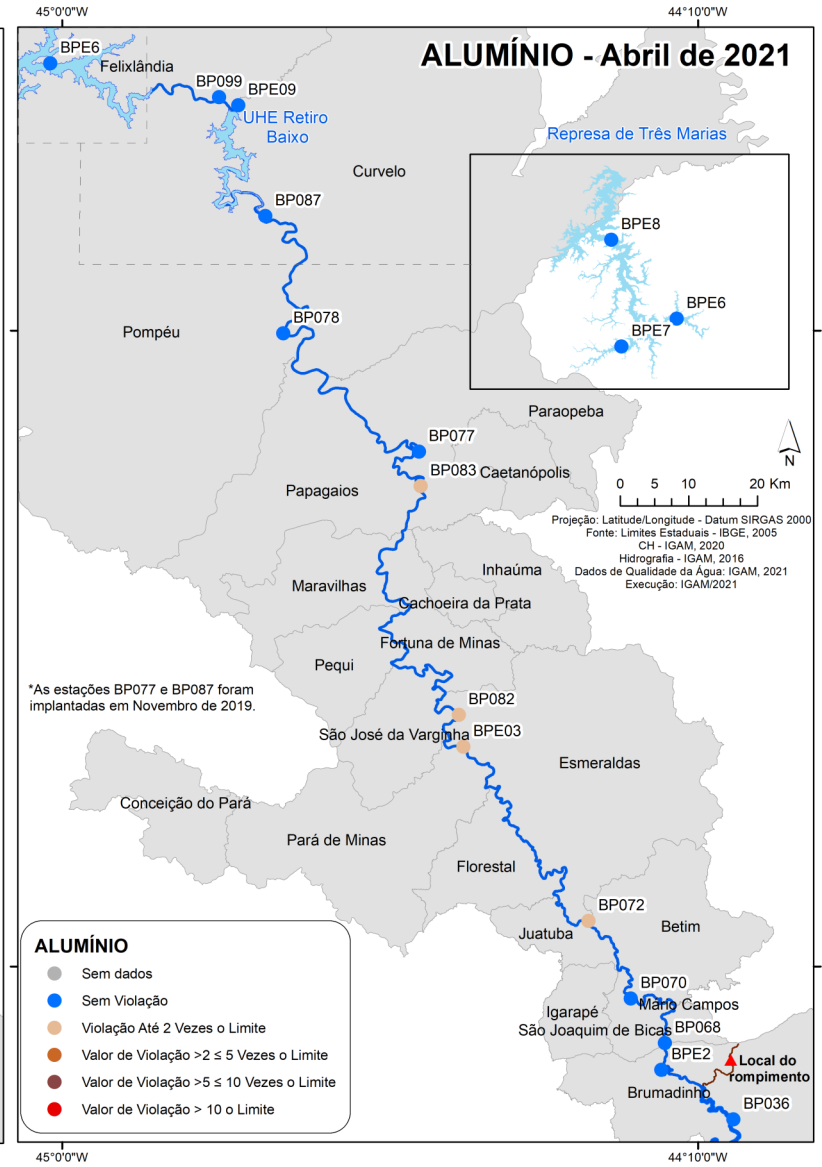 45°0'0"W
44°10'0"W
ALUMÍNIO - Abril de 2021
BPE6
Felixlândia
BP099
BPE09
UHE Retiro
Baixo
Represa de Três Marias
Curvelo
BP087
BPE8
BPE6
BPE7
BP078
Pompéu
Paraopeba
BP077
BP083
Caetanópolis
Papagaios
N
0 5 10 20 Km
Projeção: Latitude/Longitude - Datum SIRGAS 2000
Fonte: Limites Estaduais - IBGE, 2005
CH - IGAM, 2020
Hidrografia - IGAM, 2016
Dados de Qualidade da Água: IGAM, 2021
Execução: IGAM/2021
Inhaúma
Maravilhas
Cachoeira da Prata
Fortuna de Minas
Pequi
*As estações BP077 e BP087 foram
implantadas em Novembro de 2019.
BP082
São José da Varginha
BPE03
Esmeraldas
Conceição do Pará
Pará de Minas
Florestal
BP072
Juatuba
Betim
BP070
Mário Campos
Igarapé
São Joaquim de Bicas
BP068
BPE2
Local do
rompimento
Brumadinho
BP036
ALUMÍNIO
Sem dados
Sem Violação
Violação Até 2 Vezes o Limite
Valor de Violação >2 ≤ 5 Vezes o Limite
Valor de Violação >5 ≤ 10 Vezes o Limite
Valor de Violação > 10 o Limite
45°0'0"W
44°10'0"W